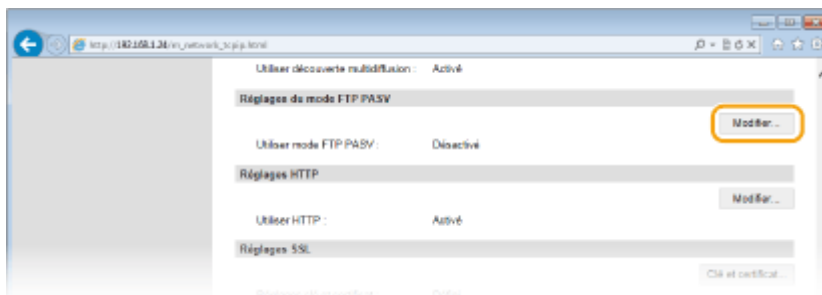 http://192.168.1.24/m_network_tcpip.html
Utiliser découverte multidiffusion : Activé
Réglages du mode FTP PASV
Modifier...
Utiliser mode FTP PASV : Désactivé
Réglages HTTP
Modifier...
Utiliser HTTP : Activé
Réglages SSL
Clé et certificat...